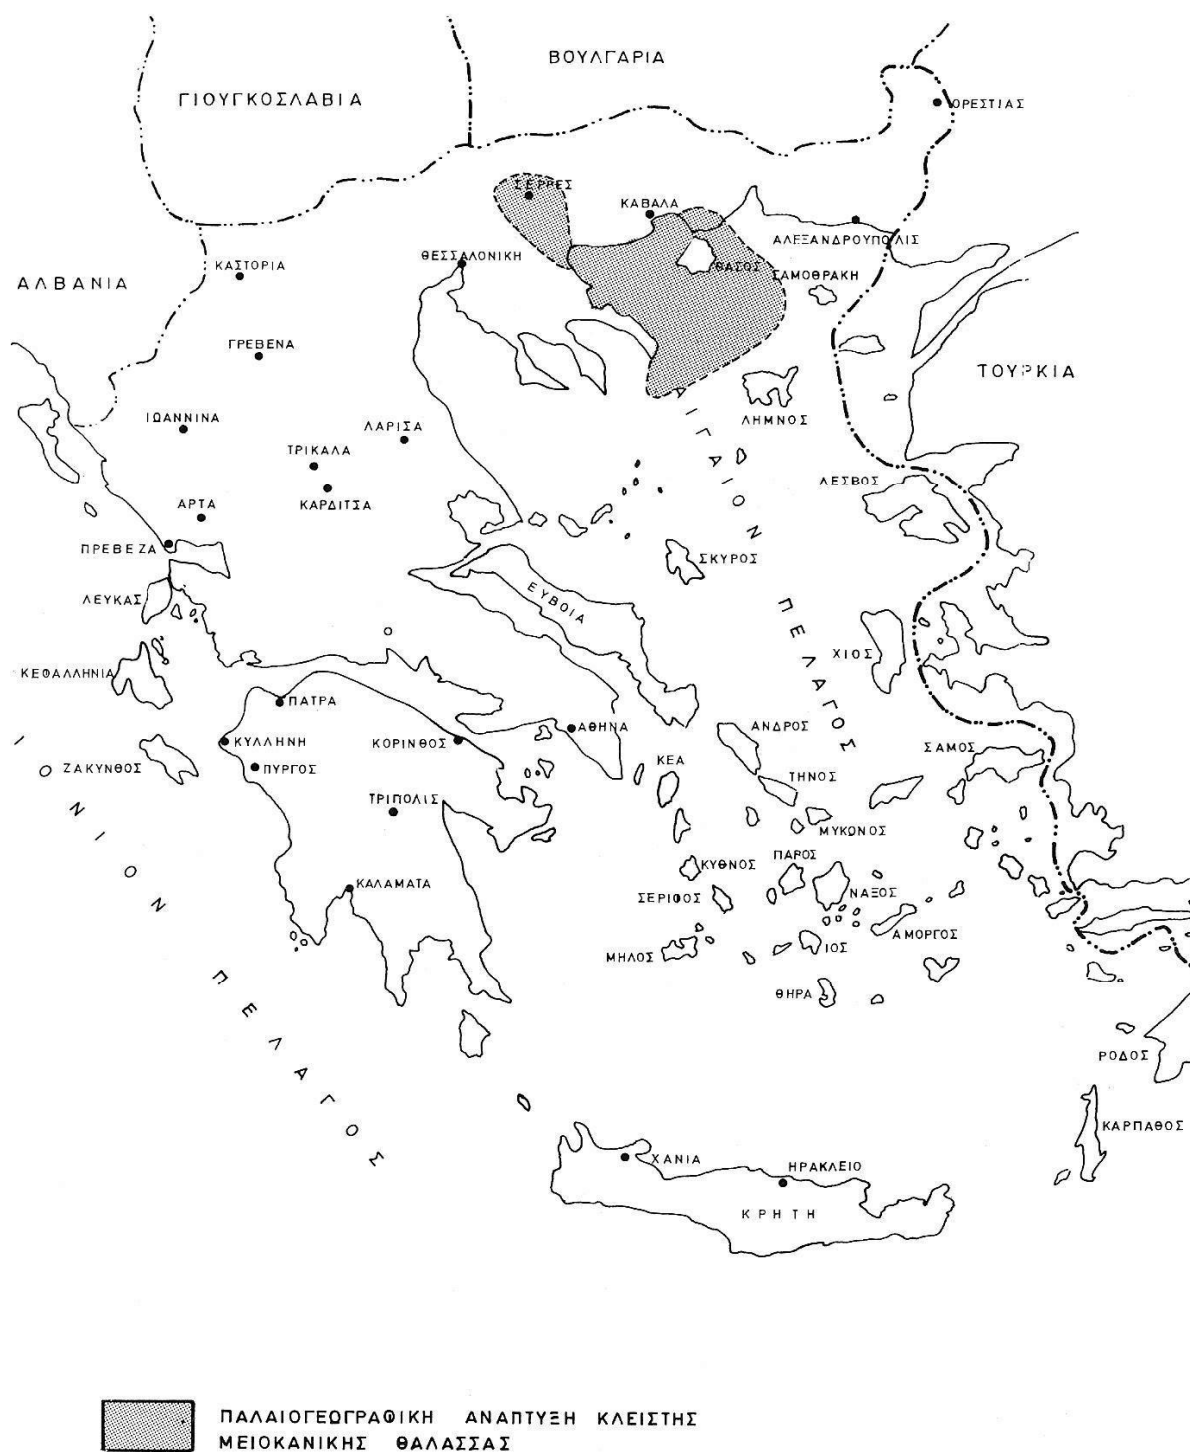 ΒΟΥΛΓΑΡΙΑ
ΓΙΟΥΓΚΟΣΛΑΒΙΑ
ΟΡΕΣΤΙΑΣ
ΣΕΡΡΕΣ
ΚΑΒΑΛΑ
ΑΛΕΞΑΝΔΡΟΥΠΟΛΙΣ
ΘΕΣΣΑΛΟΝΙΚΗ
ΘΑΣΟΣ
ΚΑΣΤΟΡΙΑ
ΣΑΜΟΘΡΑΚΗ
ΑΛΒΑΝΙΑ
ΓΡΕΒΕΝΑ
ΤΟΥΡΚΙΑ
ΛΗΜΝΟΣ
ΙΩΑΝΝΙΝΑ
ΛΑΡΙΣΑ
ΤΡΙΚΑΛΑ
ΛΕΣΒΟΣ
ΑΡΤΑ
ΚΑΡΔΙΤΣΑ
ΑΙΓΑΙΟΝ ΠΕΛΑΓΟΣ
ΠΡΕΒΕΖΑ
ΣΚΥΡΟΣ
ΛΕΥΚΑΣ
ΕΥΒΟΙΑ
ΧΙΟΣ
ΚΕΦΑΛΛΗΝΙΑ
ΠΑΤΡΑ
ΑΘΗΝΑ
ΑΝΔΡΟΣ
ΚΥΛΛΗΝΗ
ΚΟΡΙΝΘΟΣ
ΣΑΜΟΣ
ΖΑΚΥΝΘΟΣ
ΠΥΡΓΟΣ
ΚΕΑ
ΤΗΝΟΣ
ΤΡΙΠΟΛΙΣ
ΜΥΚΩΝΟΣ
ΙΟΝΙΟΝ ΠΕΛΑΓΟΣ
ΚΥΘΝΟΣ
ΠΑΡΟΣ
ΚΑΛΑΜΑΤΑ
ΣΕΡΙΦΟΣ
ΝΑΞΟΣ
ΑΜΟΡΓΟΣ
ΜΗΛΟΣ
ΙΟΣ
ΘΗΡΑ
ΡΟΔΟΣ
ΚΑΡΠΑΘΟΣ
ΧΑΝΙΑ
ΗΡΑΚΛΕΙΟ
ΚΡΗΤΗ
ΠΑΛΑΙΟΓΕΩΓΡΑΦΙΚΗ ΑΝΑΠΤΥΞΗ ΚΛΕΙΣΤΗΣ
ΜΕΙΟΚΑΝΙΚΗΣ ΘΑΛΑΣΣΑΣ